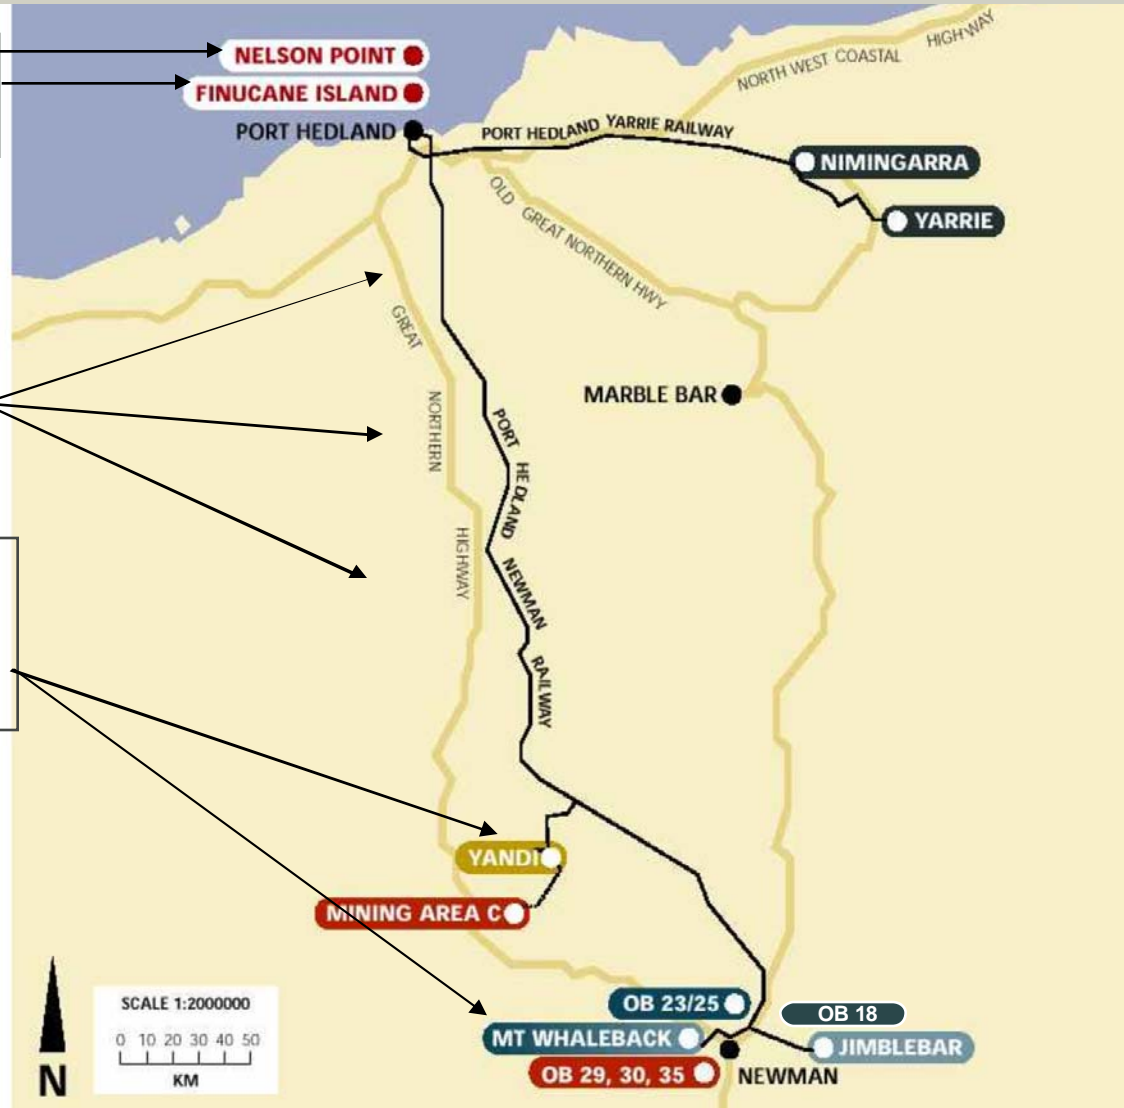 NELSON POINT
FINUCANE ISLAND
PORT HEDLAND
NORTH WEST COASTAL HIGHWAY
PORT HEDLAND YARRIE RAILWAY
NIMINGARRA
YARRIE
OLD GREAT NORTHERN HWY
GREAT NORTHERN HIGHWAY
MARBLE BAR
PORT HEDLAND NEWMAN RAILWAY
YANDI
MINING AREA C
SCALE 1:2000000
0 10 20 30 40 50
KM
N
OB 23/25
OB 18
MT WHALEBACK
JIMBLEBAR
OB 29, 30, 35
NEWMAN